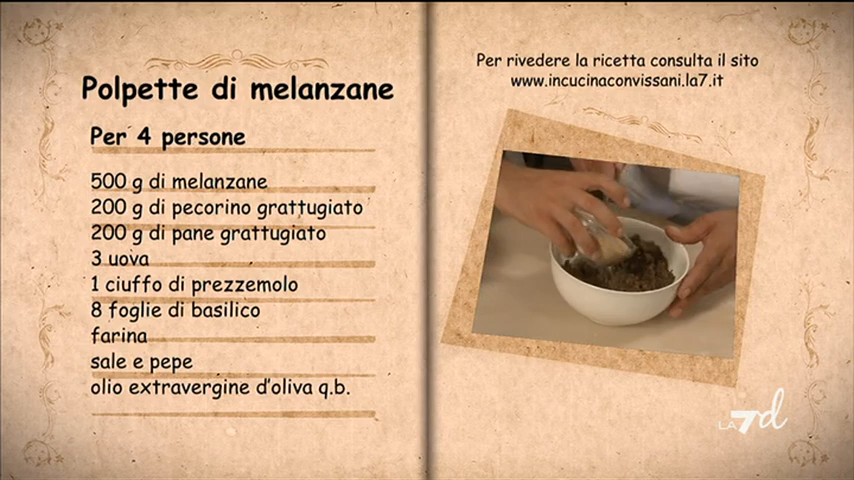 Polpette di melanzane
Per 4 persone
500 g di melanzane
200 g di pecorino grattugiato
200 g di pane grattugiato
3 uova
1 ciuffo di prezzemolo
8 foglie di basilico
farina
sale e pepe
olio extravergine d'oliva q.b.
Per rivedere la ricetta consulta il sito
www.incucinaconvissani.la7.it
LA7d